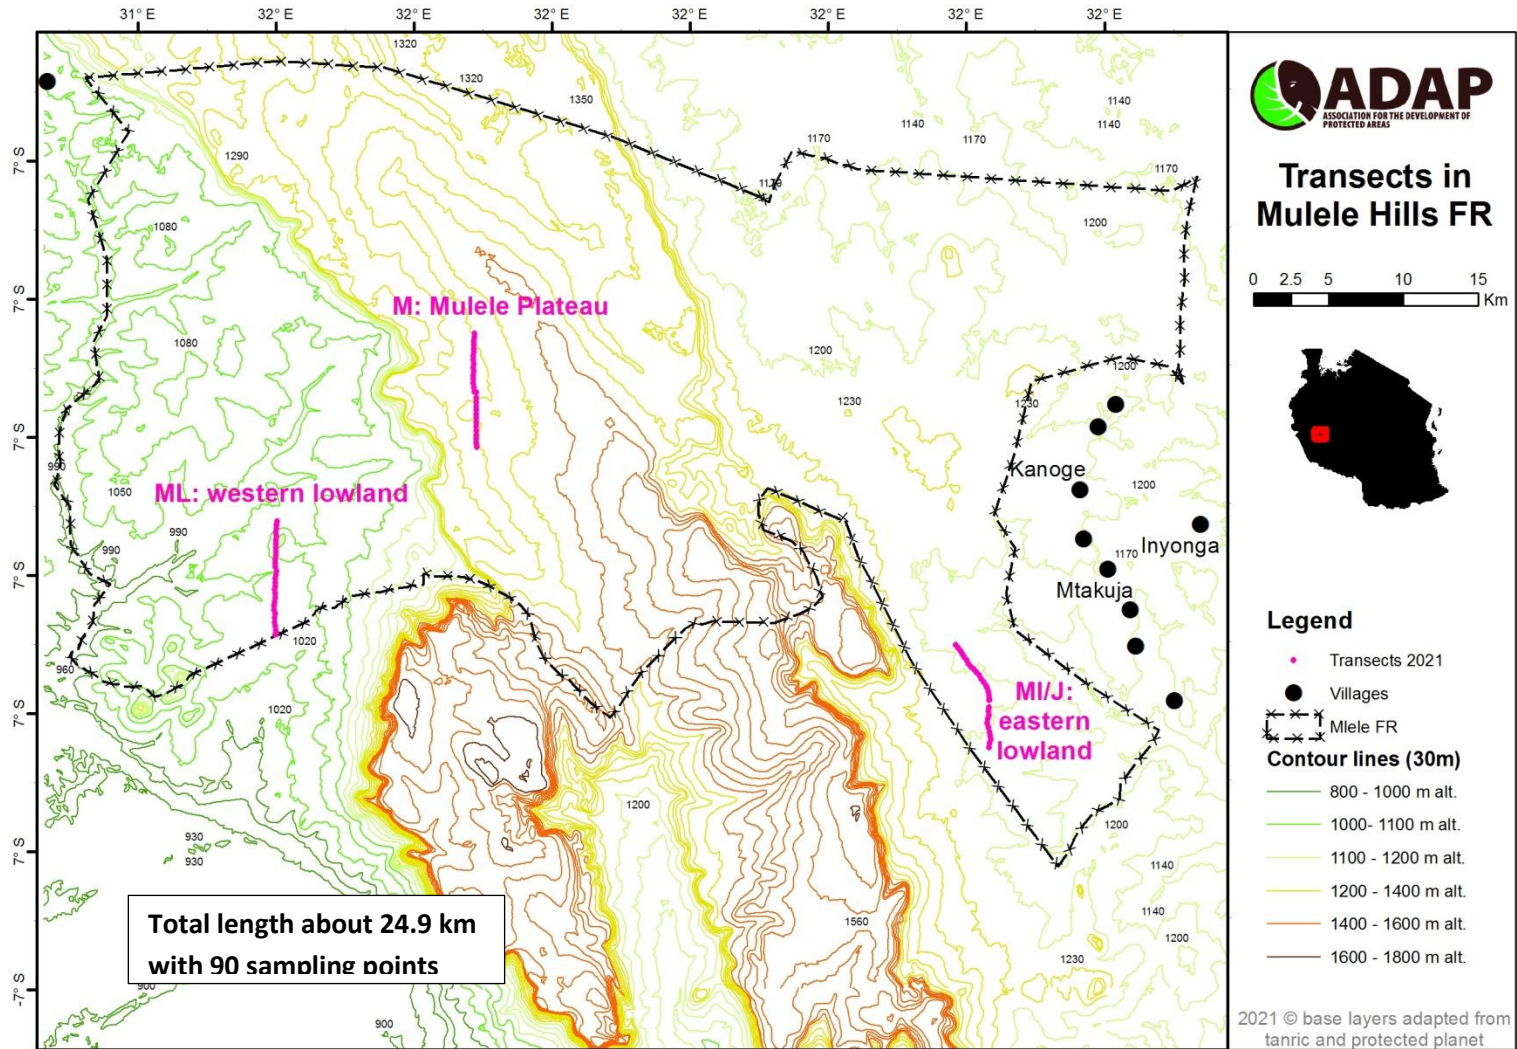 31° E 32° E 32° E 32° E 32° E 32° E 32° E 32° E
7° S
7° S
7° S
7° S
7° S
7° S
-7° S
1320
1320
1350
1140
1140
1140
1170
1170
1170
1170
1290
1200
1080
M: Mulele Plateau
1080
1200
1200
1230
1230
990
1050
ML: western lowland
Kanoge
1200
990
990
Inyonga
1170
Mtakuja
1020
960
1020
MI/J:
eastern
lowland
1200
1200
930
930
1140
1140
1560
1200
1230
900
900
Total length about 24.9 km
with 90 sampling points
ADAP
ASSOCIATION FOR THE DEVELOPMENT OF
PROTECTED AREAS
Transects in
Mulele Hills FR
0 2.5 5 10 15
Km
Legend
Transects 2021
Villages
Mlele FR
Contour lines (30m)
800 - 1000 m alt.
1000- 1100 m alt.
1100 - 1200 m alt.
1200 - 1400 m alt.
1400 - 1600 m alt.
1600 - 1800 m alt.
2021 © base layers adapted from
tanric and protected planet